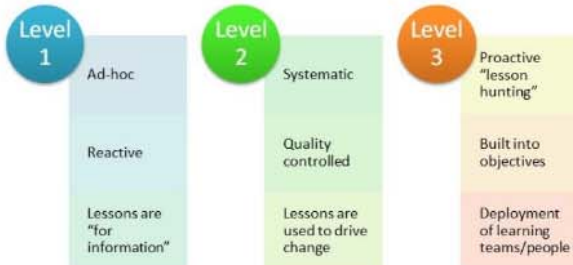 Level
1
Ad-hoc
Reactive
Lessons are
"for
information"
Level
2
Systematic
Quality
controlled
Lessons are
used to drive
change
Level
3
Proactive
"lesson
hunting"
Built into
objectives
Deployment
of learning
teams/people